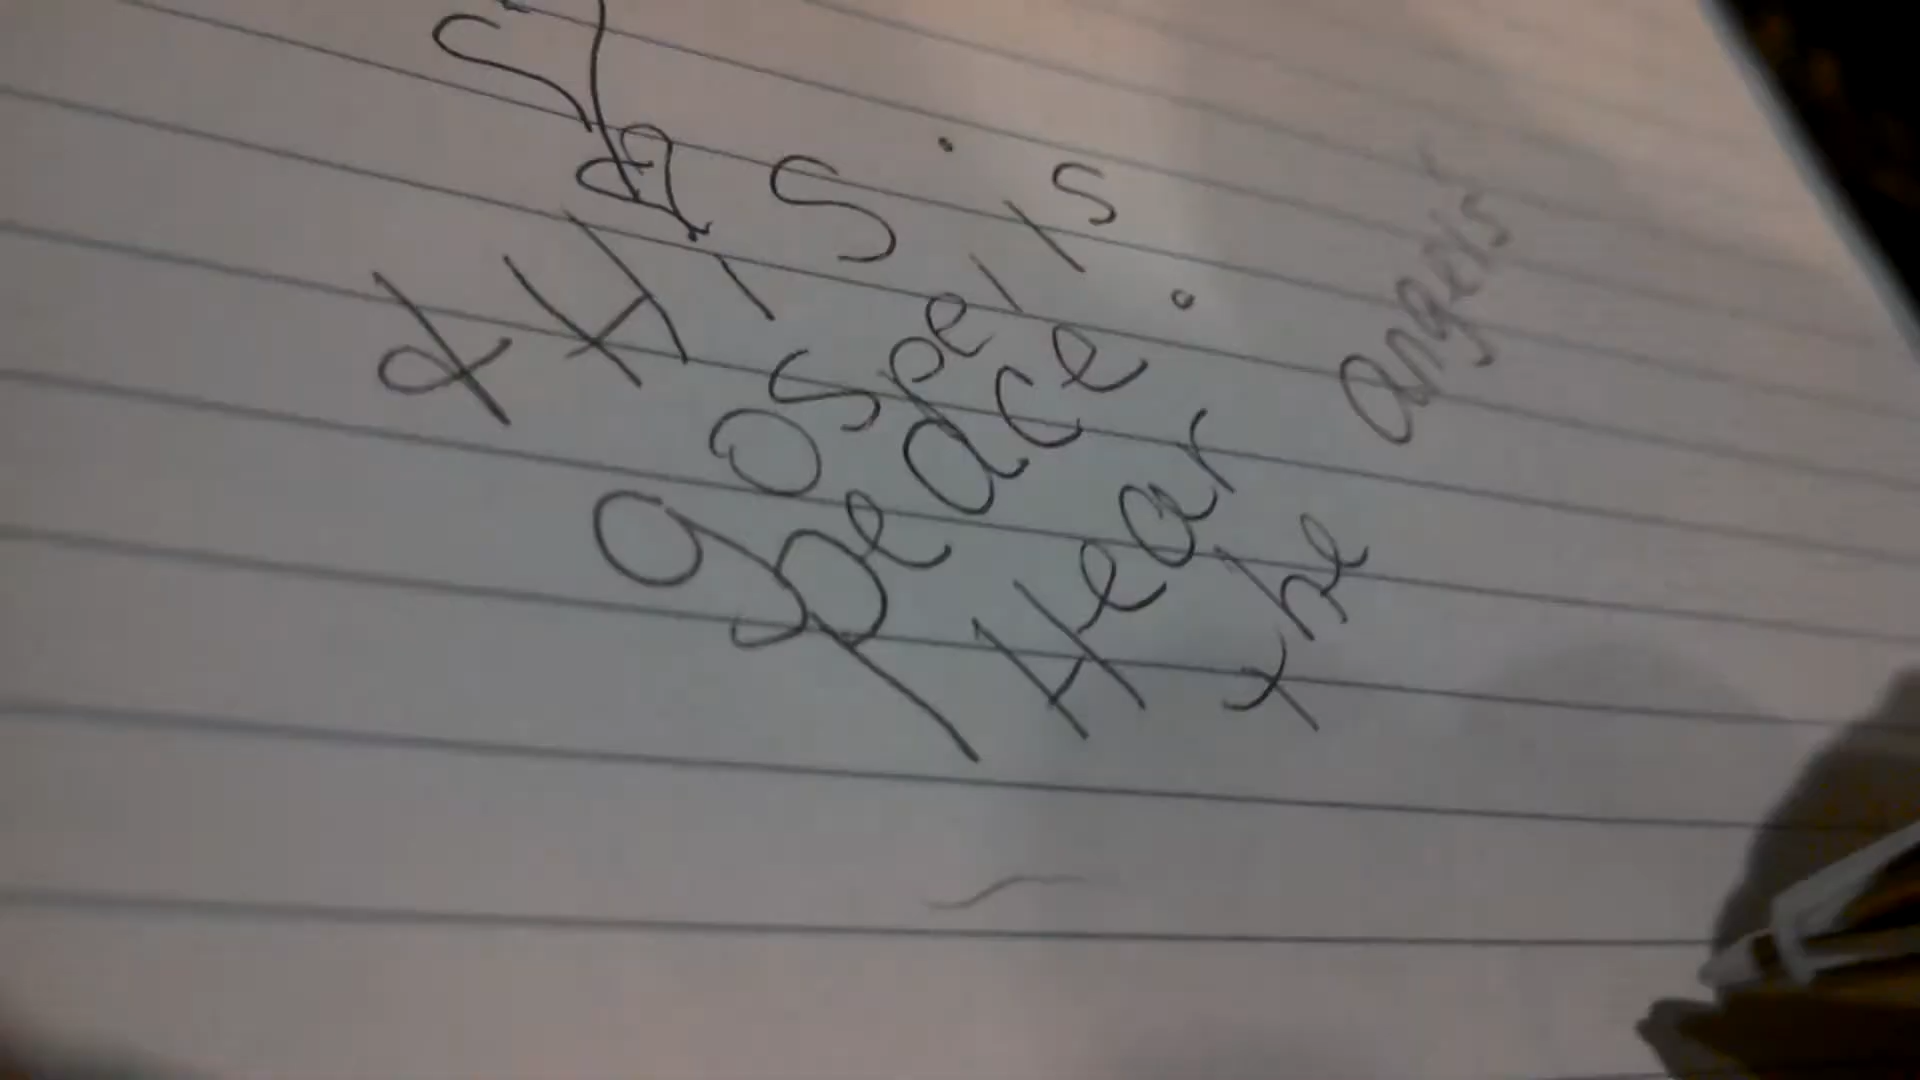 & His
gospel is
peace.
Hear
the angels'